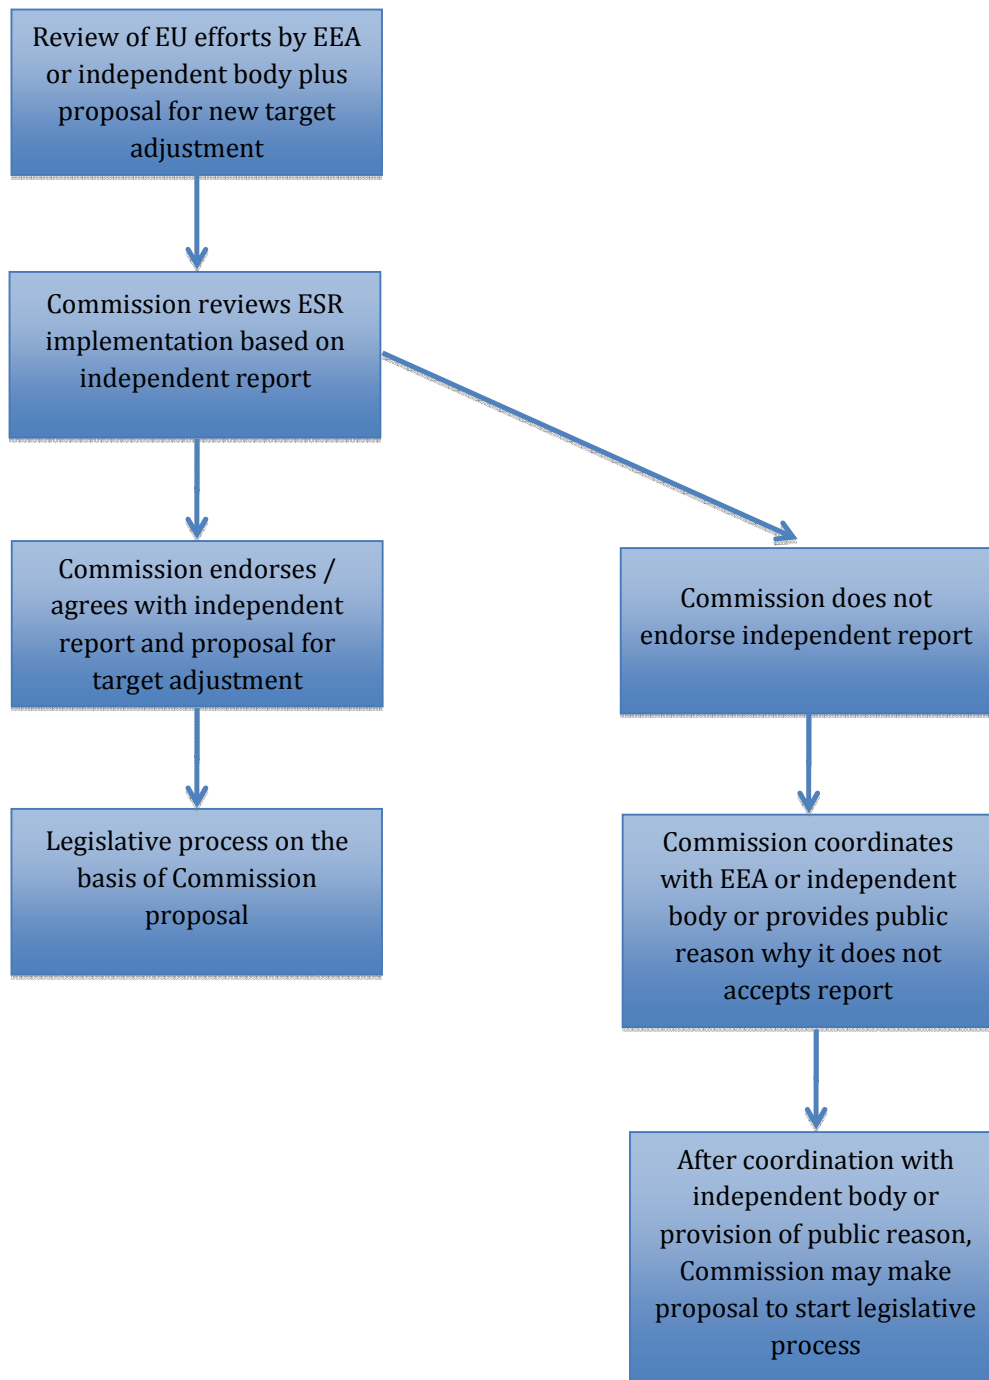 Review of EU efforts by EEA
or independent body plus
proposal for new target
adjustment
Commission reviews ESR
implementation based on
independent report
Commission endorses /
agrees with independent
report and proposal for
target adjustment
Legislative process on the
basis of Commission
proposal
Commission does not
endorse independent report
Commission coordinates
with EEA or independent
body or provides public
reason why it does not
accepts report
After coordination with
independent body or
provision of public reason,
Commission may make
proposal to start legislative
process